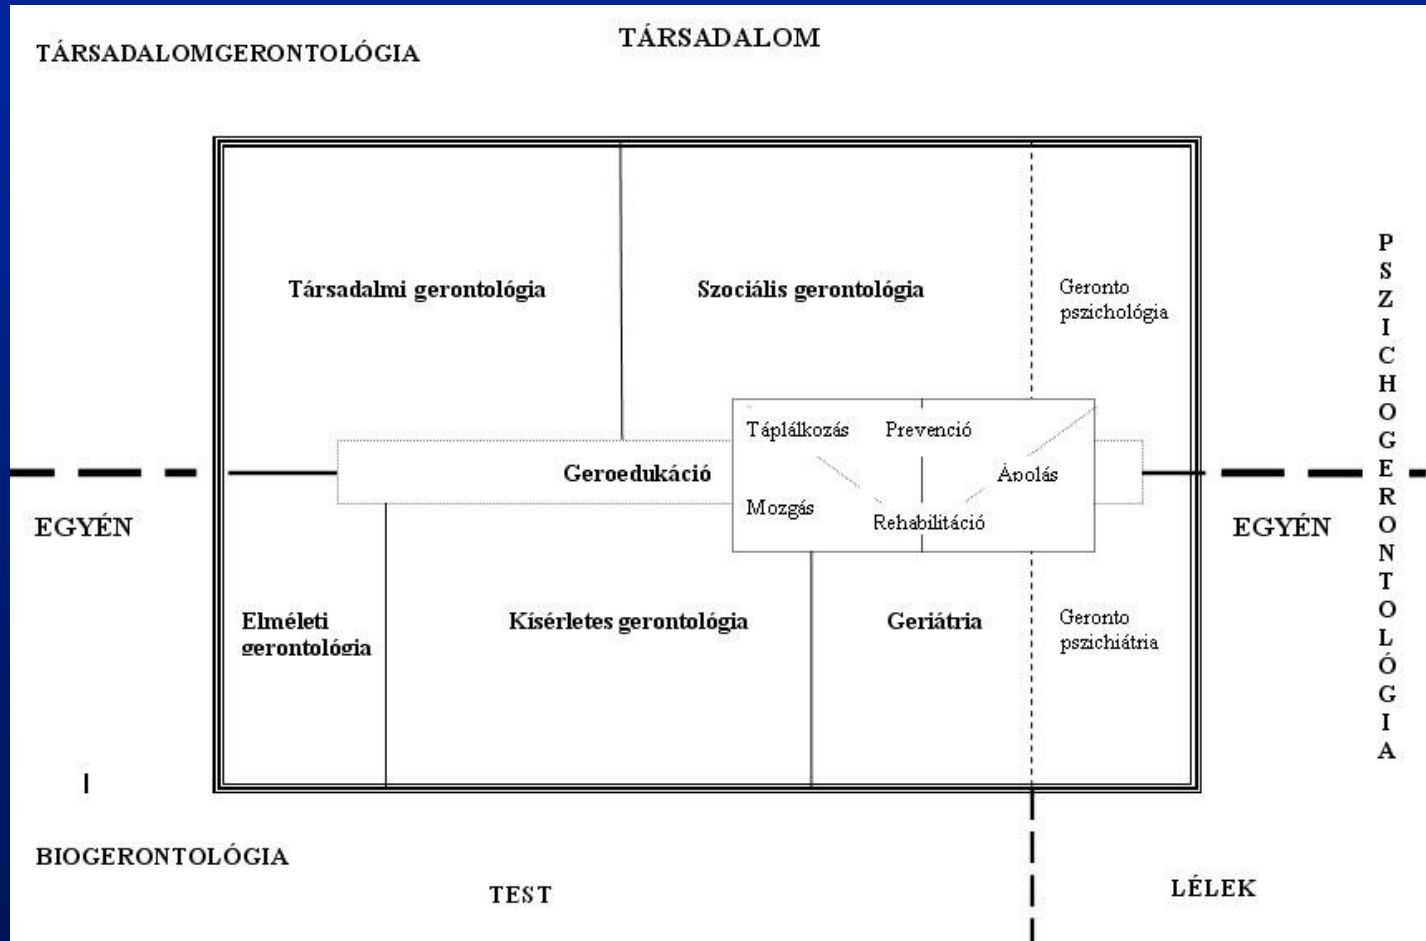 TÁRSADALOMGERONTOLÓGIA
TÁRSADALOM
Társadalmi gerontológia
Szociális gerontológia
Geronto
pszichológia
PSZICHOGERONTOLÓGIA
Táplálkozás
Prevenció
Geroedukáció
Ápolás
Mozgás
Rehabilitáció
EGYÉN
EGYÉN
Elméleti
gerontológia
Kísérletes gerontológia
Geriátria
Geronto
pszichiátria
BIOGERONTOLÓGIA
TEST
LÉLEK